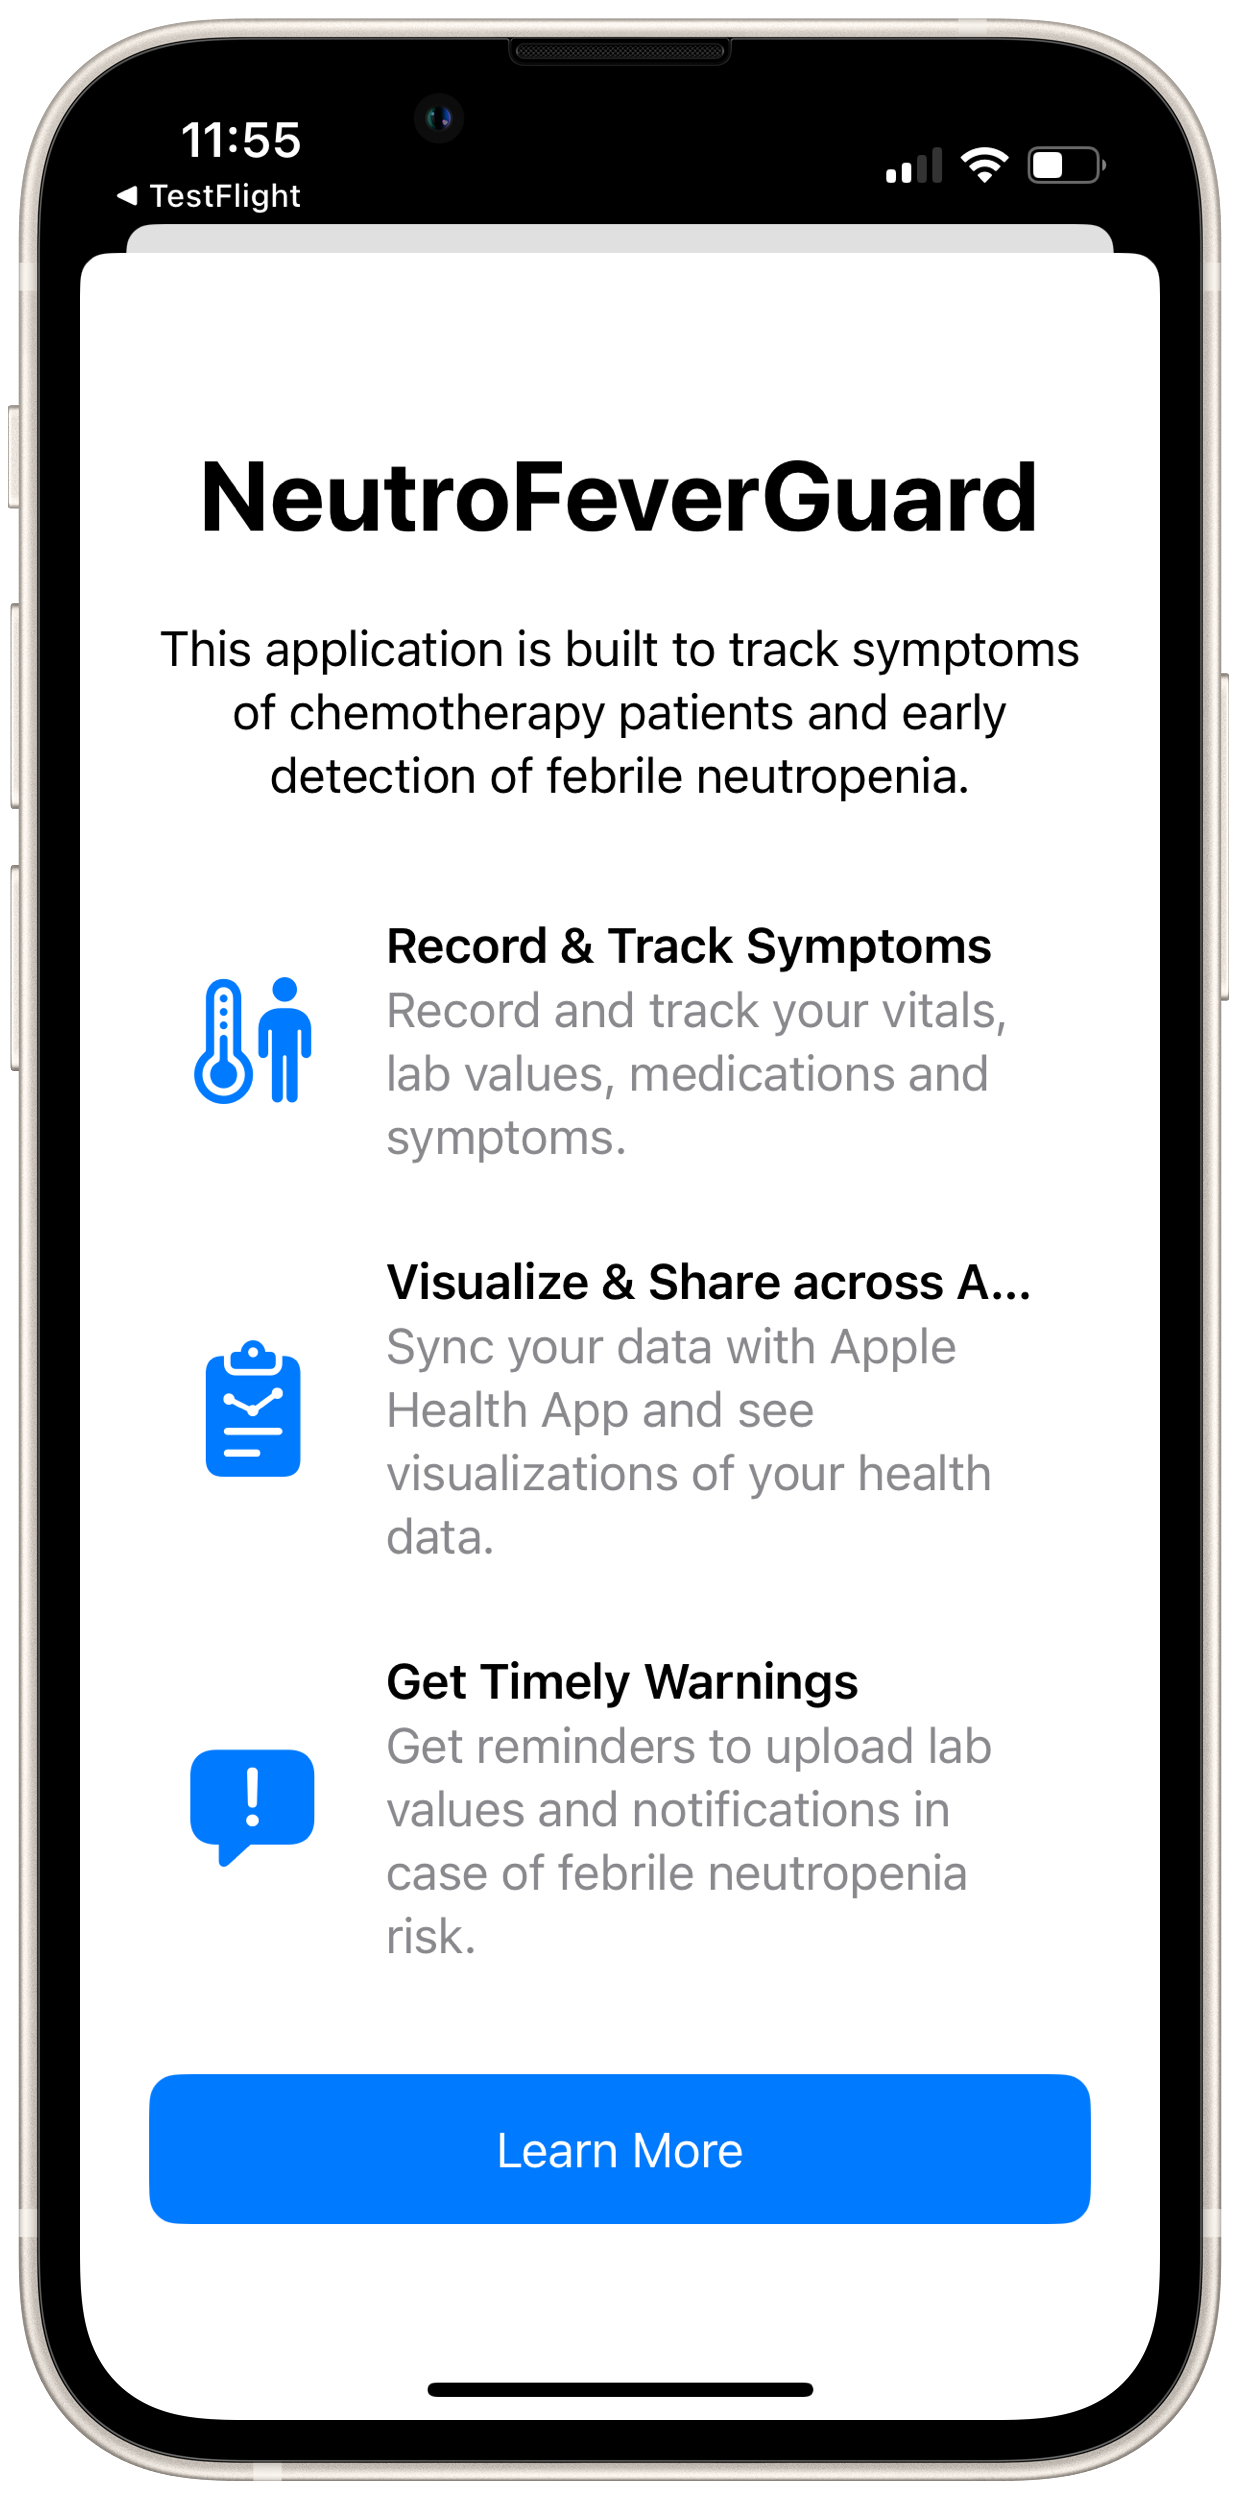 11:55
◀ TestFlight
NeutroFeverGuard
This application is built to track symptoms
of chemotherapy patients and early
detection of febrile neutropenia.
Record & Track Symptoms
Record and track your vitals,
lab values, medications and
symptoms.
Visualize & Share across A...
Sync your data with Apple
Health App and see
visualizations of your health
data.
Get Timely Warnings
Get reminders to upload lab
values and notifications in
case of febrile neutropenia
risk.
Learn More